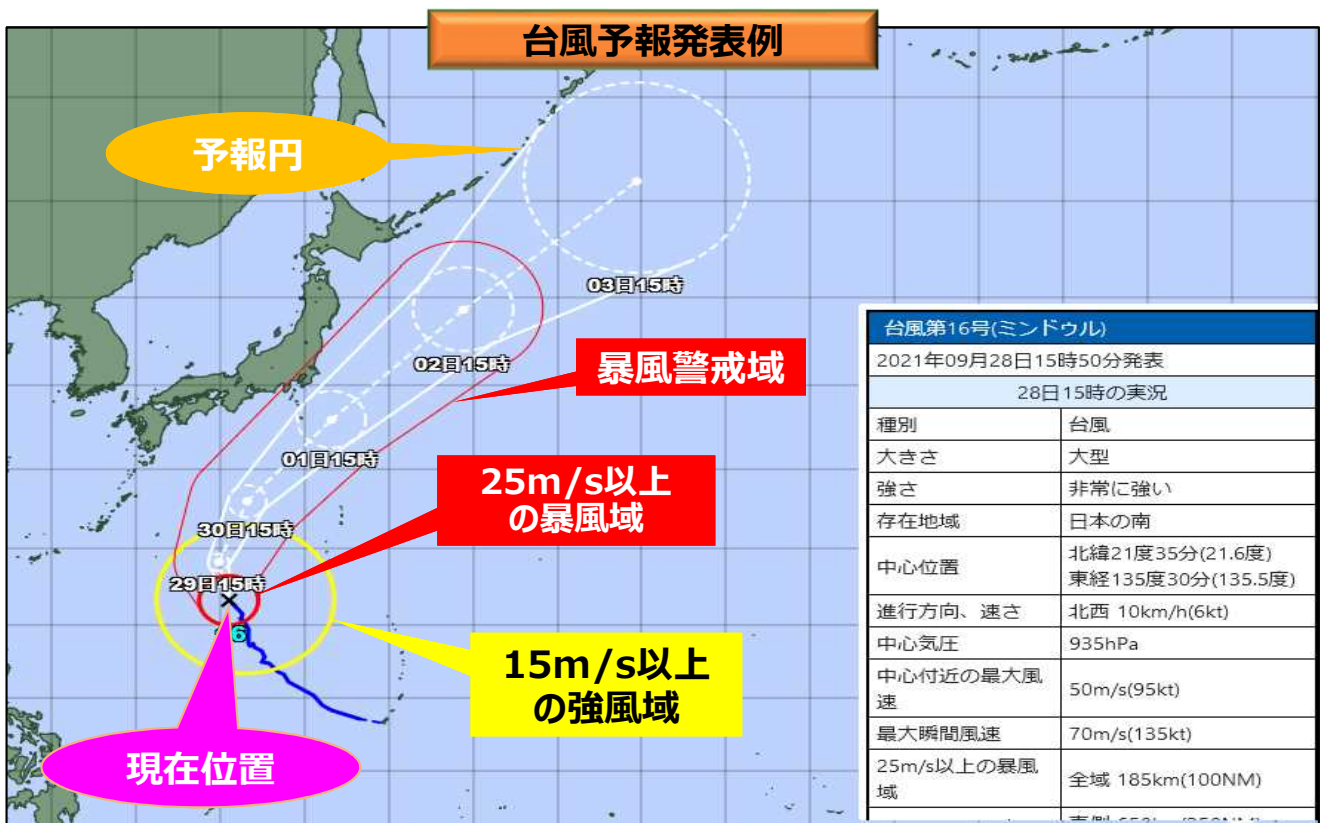 台風予報発表例
予報円
03日15時
02日15時
暴風警戒域
01日15時
25m/s以上
の暴風域
30日15時
29日15時
15m/s以上
の強風域
現在位置
台風第16号(ミンドゥル)
2021年09月28日15時50分発表
28日15時の実況
種別 台風
大きさ 大型
強さ 非常に強い
存在地域 日本の南
中心位置 北緯21度35分(21.6度)
東経135度30分(135.5度)
進行方向、速さ 北西 10km/h(6kt)
中心気圧 935hPa
中心付近の最大風
速 50m/s(95kt)
最大瞬間風速 70m/s(135kt)
25m/s以上の暴風
域 全域 185km(100NM)